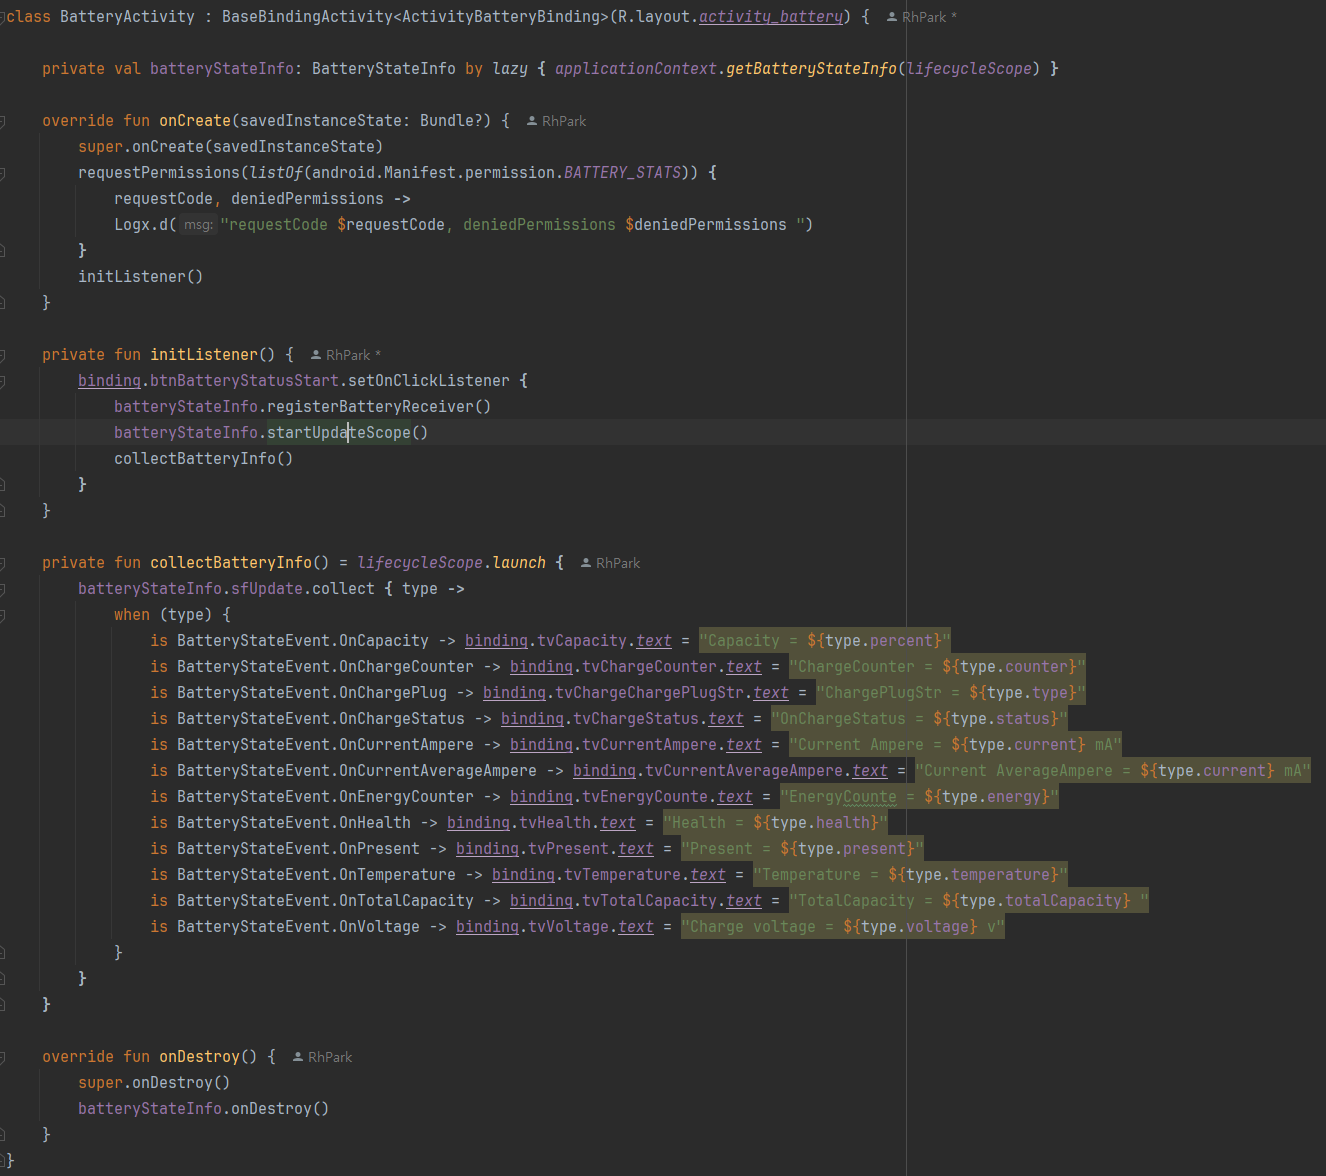 class BatteryActivity : BaseBindingActivity<ActivityBatteryBinding>(R.layout.activity_battery) { RhPark *
private val batteryStateInfo: BatteryStateInfo by lazy { applicationContext.getBatteryStateInfo(lifecycleScope) }
override fun onCreate(savedInstanceState: Bundle?) { RhPark
super.onCreate(savedInstanceState)
requestPermissions(listOf(android.Manifest.permission.BATTERY_STATS)) {
requestCode, deniedPermissions ->
Logx.d( msg: "requestCode $requestCode, deniedPermissions $deniedPermissions ")
}
initListener()
}
private fun initListener() { RhPark *
binding.btnBatteryStatusStart.setOnClickListener {
batteryStateInfo.registerBatteryReceiver()
batteryStateInfo.startUpdateScope()
collectBatteryInfo()
}
}
private fun collectBatteryInfo() = lifecycleScope.launch { RhPark
batteryStateInfo.sfUpdate.collect { type ->
when (type) {
is BatteryStateEvent.OnCapacity -> binding.tvCapacity.text = "Capacity = ${type.percent}"
is BatteryStateEvent.OnChargeCounter -> binding.tvChargeCounter.text = "ChargeCounter = ${type.counter}"
is BatteryStateEvent.OnChargePlug -> binding.tvChargeChargePlugStr.text = "ChargePlugStr = ${type.type}"
is BatteryStateEvent.OnChargeStatus -> binding.tvChargeStatus.text = "OnChargeStatus = ${type.status}"
is BatteryStateEvent.OnCurrentAmpere -> binding.tvCurrentAmpere.text = "Current Ampere = ${type.current} mA"
is BatteryStateEvent.OnCurrentAverageAmpere -> binding.tvCurrentAverageAmpere.text = "Current AverageAmpere = ${type.current} mA"
is BatteryStateEvent.OnEnergyCounter -> binding.tvEnergyCounte.text = "EnergyCounte = ${type.energy}"
is BatteryStateEvent.OnHealth -> binding.tvHealth.text = "Health = ${type.health}"
is BatteryStateEvent.OnPresent -> binding.tvPresent.text = "Present = ${type.present}"
is BatteryStateEvent.OnTemperature -> binding.tvTemperature.text = "Temperature = ${type.temperature}"
is BatteryStateEvent.OnTotalCapacity -> binding.tvTotalCapacity.text = "TotalCapacity = ${type.totalCapacity} "
is BatteryStateEvent.OnVoltage -> binding.tvVoltage.text = "Charge voltage = ${type.voltage} v"
}
}
}
override fun onDestroy() { RhPark
super.onDestroy()
batteryStateInfo.onDestroy()
}
}